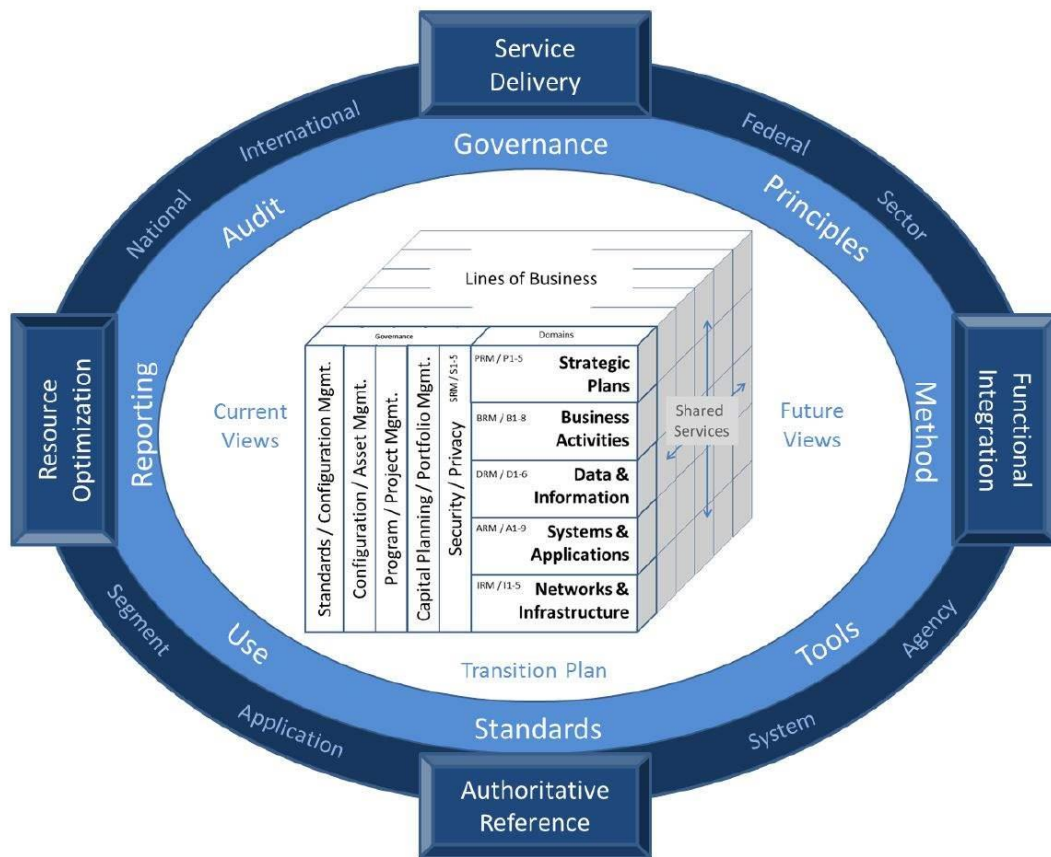 Service
Delivery
International
Federal
Governance
National
Audit
Principles
Sector
Lines of Business
Governance
Domains
Resource
Optimization
Reporting
Current
Views
Standards / Configuration Mgmt.
Configuration / Asset Mgmt.
Program / Project Mgmt.
Capital Planning / Portfolio Mgmt.
Security / Privacy
SRM / S1-5
PRM / P1-5
Strategic
Plans
BRM / B1-8
Business
Activities
DRM / D1-6
Data &
Information
ARM / A1-9
Systems &
Applications
IRM / I1-5
Networks &
Infrastructure
Shared
Services
Future
Views
Method
Functional
Integration
Segment
Use
Transition Plan
Tools
Agency
Application
Standards
System
Authoritative
Reference